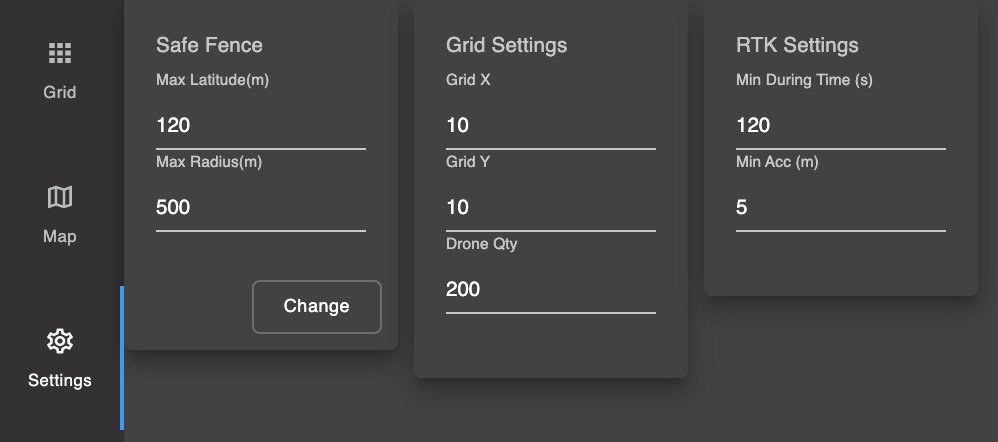 Grid
Map
Settings
Safe Fence
Max Latitude(m)
120
Max Radius(m)
500
Change
Grid Settings
Grid X
10
Grid Y
10
Drone Qty
200
RTK Settings
Min During Time (s)
120
Min Acc (m)
5